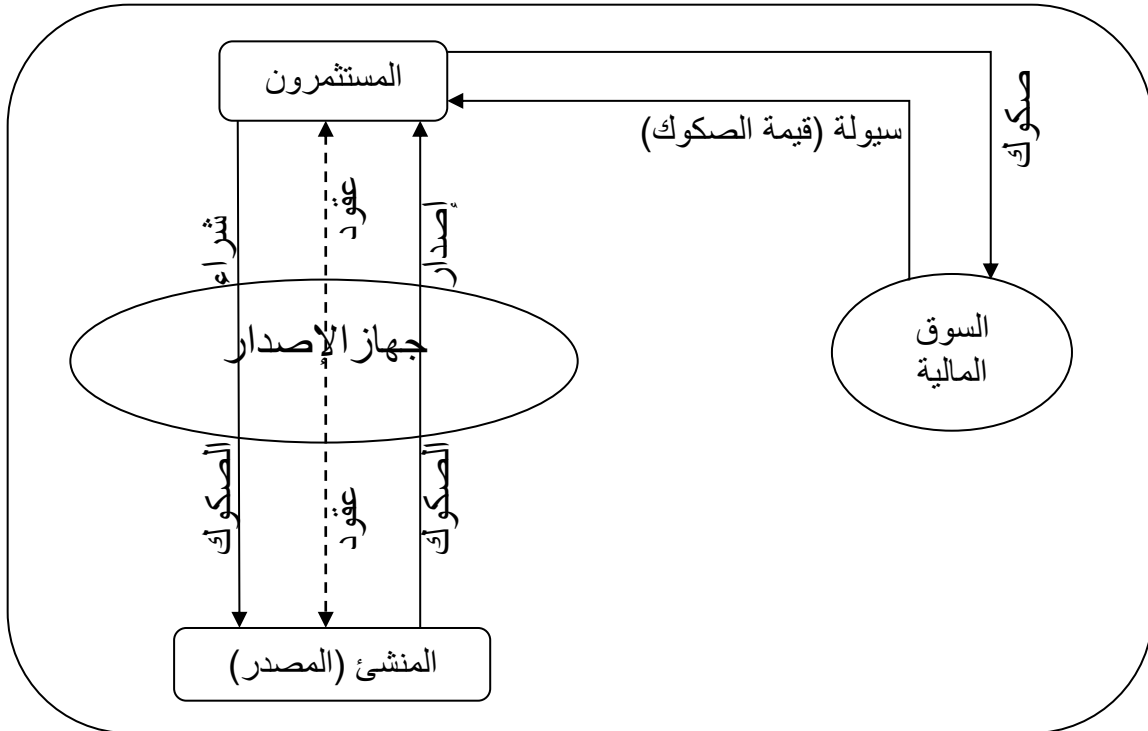 المستثمرون
صكوك
سيولة (قيمة الصكوك)
شراء
عقود
إصدار
جهاز الإصدار
السوق
المالية
الصكوك
عقود
الصكوك
المنشئ (المصدر)